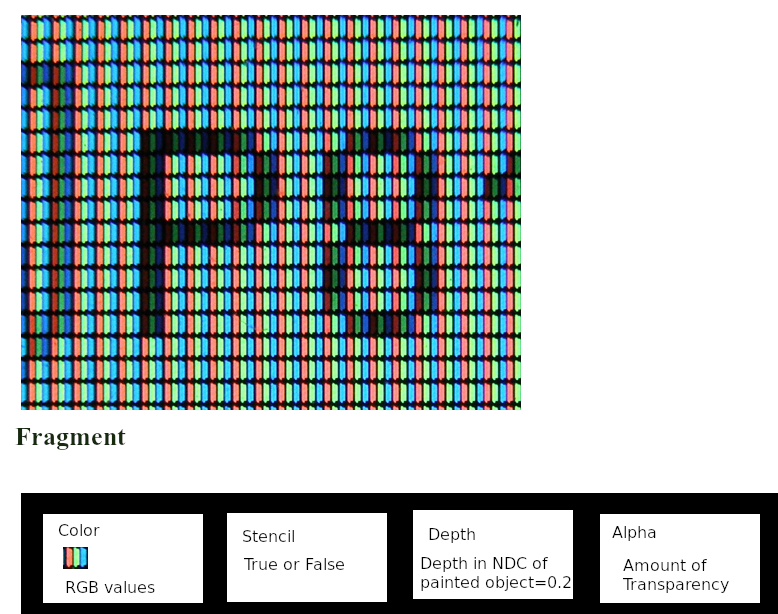 P8
Fragment
Color
RGB values
Stencil
True or False
Depth
Depth in NDC of
painted object=0.2
Alpha
Amount of
Transparency